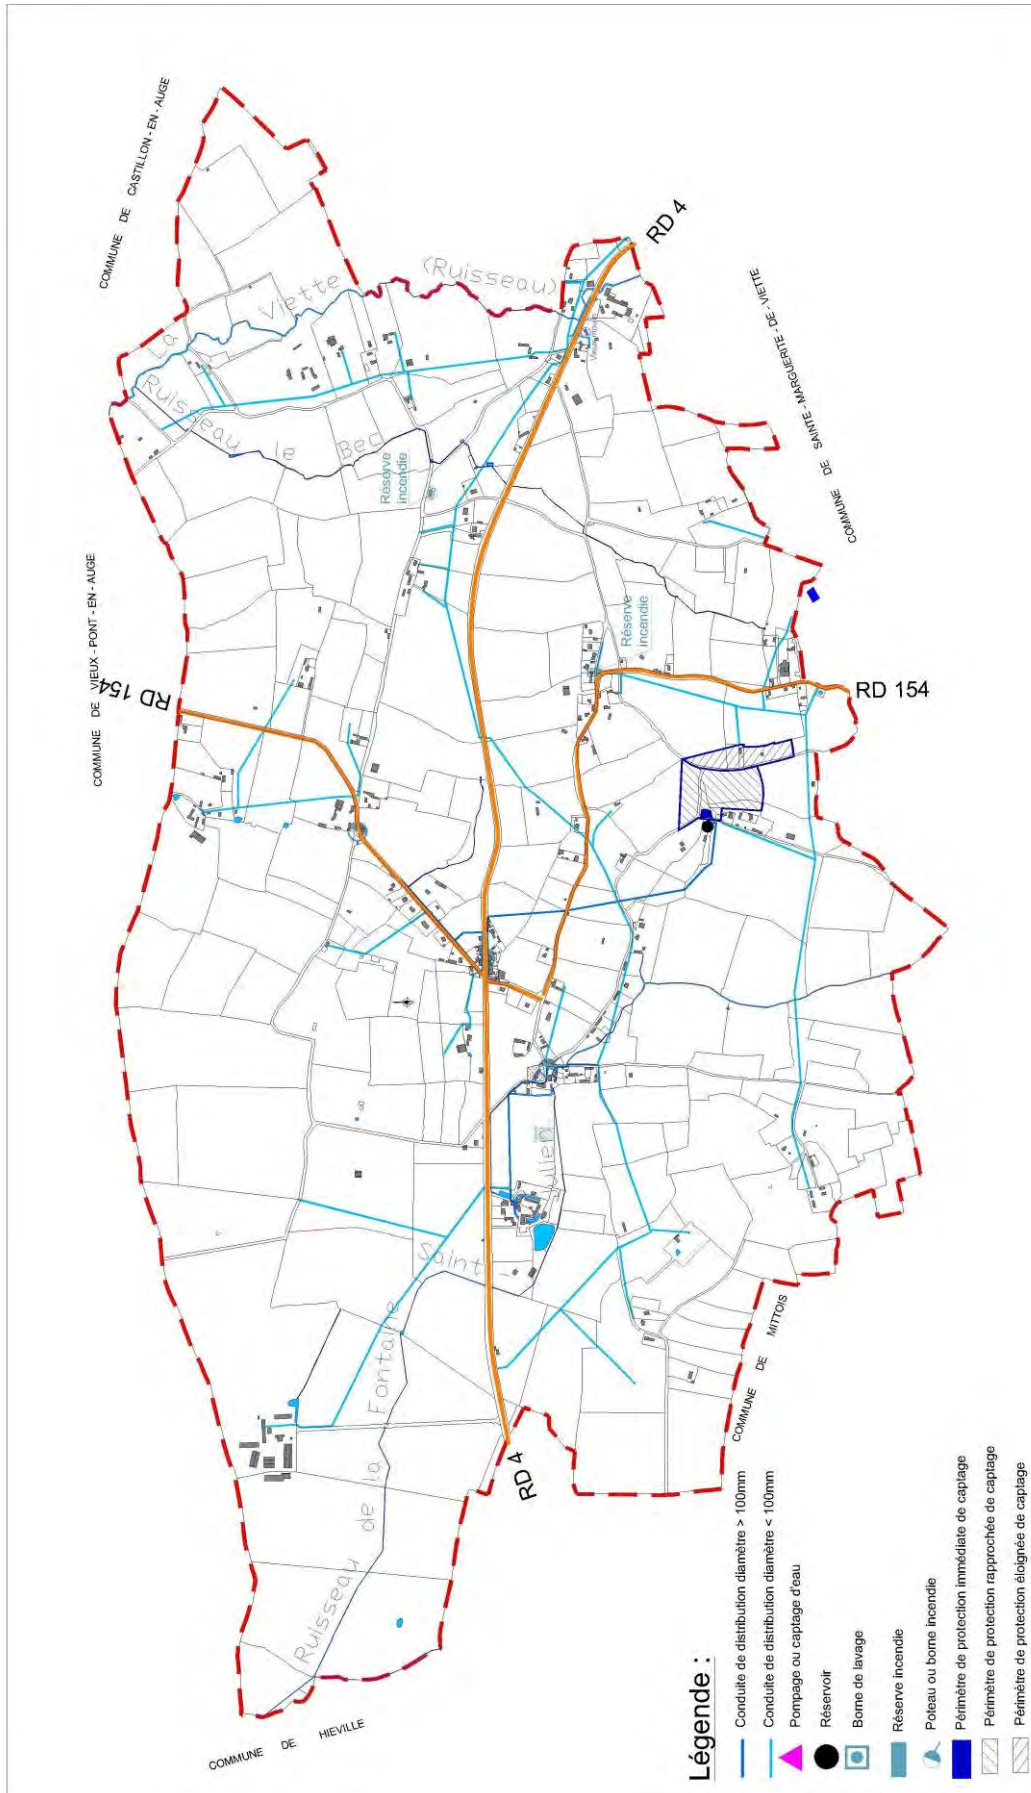 COMMUNE DE CASTILLON - EN - AUGE
La Viette
(Ruisseau)
RD 4
Ruisseau le Bec
Réserve
incendie
COMMUNE DE SAINTE - MARGUERITE - DE - VIETTE
COMMUNE DE VIEUX - PONT - EN - AUGE
RD 154
Réserve
incendie
RD 154
Saint
Ruisseau de la Fontaine
RD 4
COMMUNE DE MITTOIS
COMMUNE DE HIEVILLE
Légende :
Conduite de distribution diamètre > 100mm
Conduite de distribution diamètre < 100mm
Pompage ou captage d'eau
Réservoir
Borne de lavage
Réserve incendie
Poteau ou borne incendie
Périmètre de protection immédiate de captage
Périmètre de protection rapprochée de captage
Périmètre de protection éloignée de captage